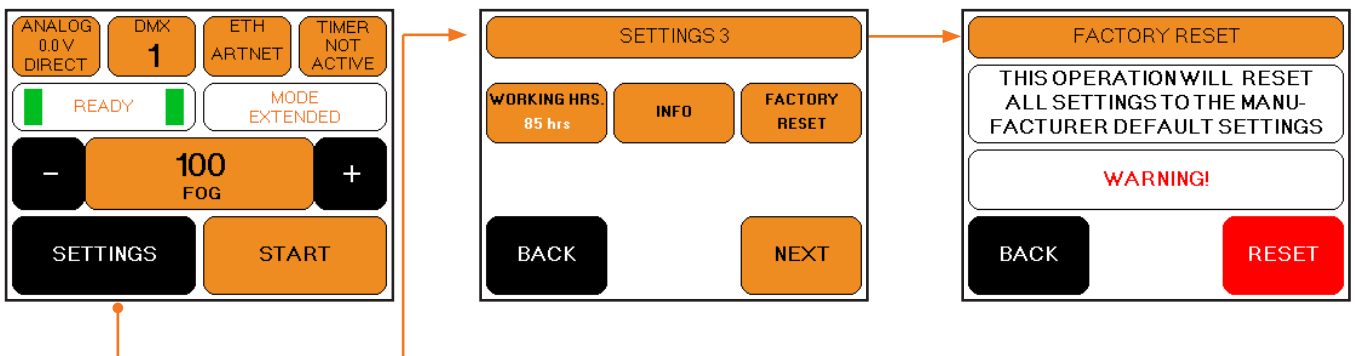 ANALOG
0.0 V
DIRECT
DMX
1
ETH
ARTNET
TIMER
NOT
ACTIVE
READY
MODE
EXTENDED
-
100
FOG
+
SETTINGS
START
SETTINGS 3
WORKING HRS.
85 hrs
INFO
FACTORY
RESET
BACK
NEXT
FACTORY RESET
THIS OPERATION WILL RESET
ALL SETTINGS TO THE MANU-
FACTURER DEFAULT SETTINGS
WARNING!
BACK
RESET